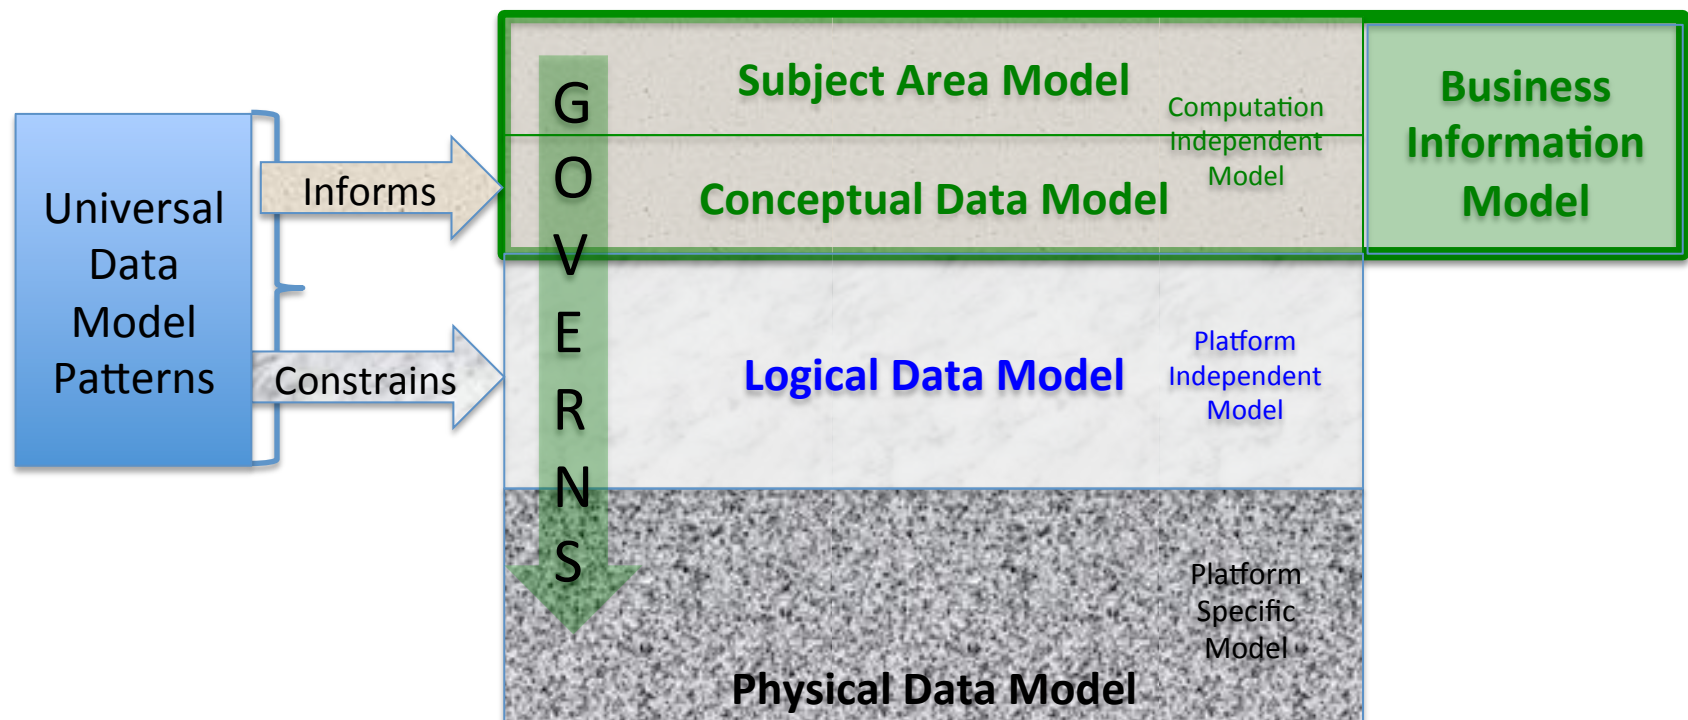 Universal
Data
Model
Patterns
Informs
Constrains
G
O
V
E
R
N
S
Subject Area Model
Conceptual Data Model
Computation
Independent
Model
Business
Information
Model
Logical Data Model
Platform
Independent
Model
Platform
Specific
Model
Physical Data Model